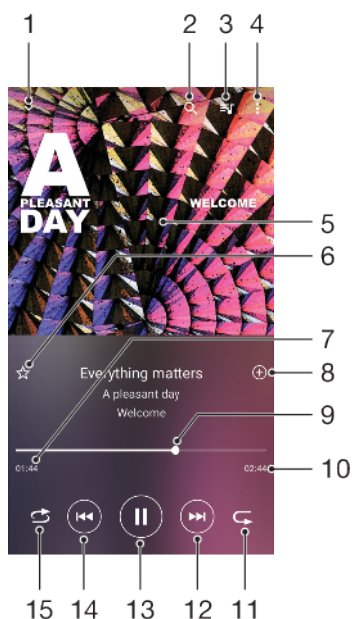 1 2 3 4
A
PLEASANT
DAY
WELCOME
5
6
7
Everything matters
8
A pleasant day
Welcome
9
01:44
02:44
10
15 14 13 12 11